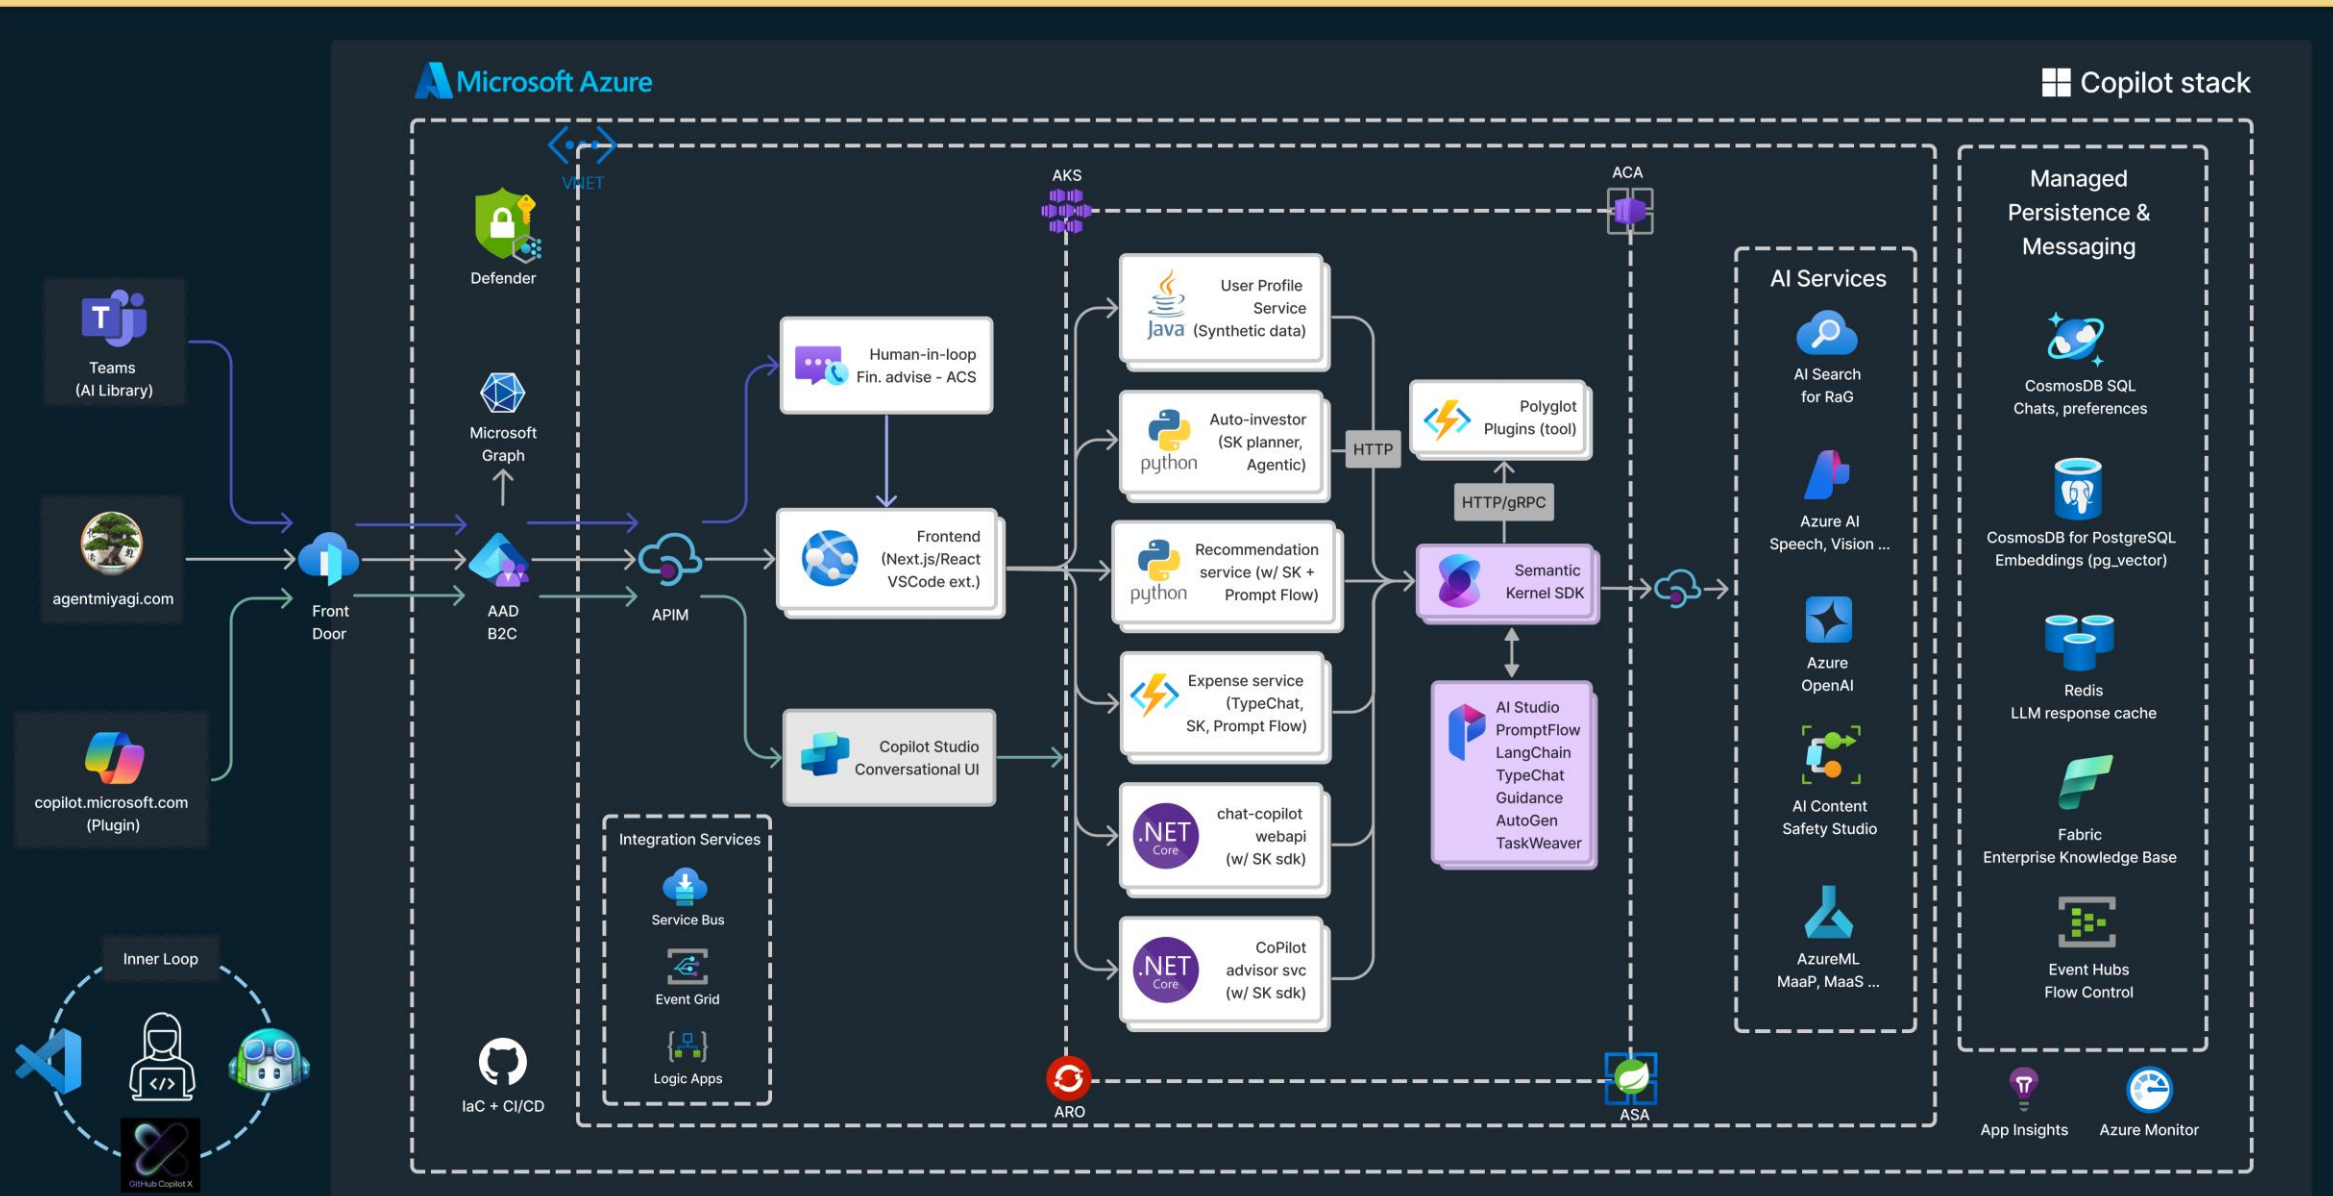 Microsoft Azure
Copilot stack
VNET
Defender
Microsoft
Graph
T
Teams
(AI Library)
agentmiyagi.com
copilot.microsoft.com
(Plugin)
Front
Door
AAD
B2C
APIM
Human-in-loop
Fin. advise - ACS
Frontend
(Next.js/React
VSCode ext.)
Copilot Studio
Conversational UI
Integration Services
Service Bus
Event Grid
Logic Apps
IaC + CI/CD
Inner Loop
</>
GitHub Copilot X
AKS
ACA
ARO
ASA
Java
User Profile
Service
(Synthetic data)
python
Auto-investor
(SK planner,
Agentic)
python
Recommendation
service (w/ SK +
Prompt Flow)
Expense service
(TypeChat,
SK, Prompt Flow)
.NET
Core
chat-copilot
webapi
(w/ SK sdk)
.NET
Core
CoPilot
advisor svc
(w/ SK sdk)
HTTP
Polyglot
Plugins (tool)
HTTP/gRPC
Semantic
Kernel SDK
AI Studio
PromptFlow
LangChain
TypeChat
Guidance
AutoGen
TaskWeaver
AI Services
AI Search
for RaG
Azure AI
Speech, Vision ...
Azure
OpenAI
AI Content
Safety Studio
AzureML
MaaP, MaaS ...
Managed
Persistence &
Messaging
CosmosDB SQL
Chats, preferences
CosmosDB for PostgreSQL
Embeddings (pg_vector)
Redis
LLM response cache
Fabric
Enterprise Knowledge Base
Event Hubs
Flow Control
App Insights
Azure Monitor